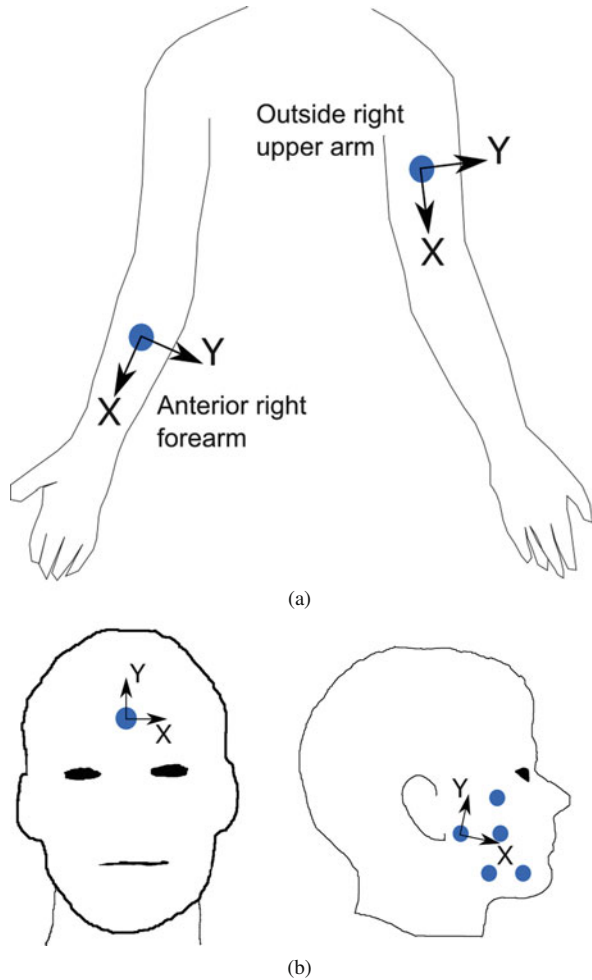 Outside right
upper arm
Y
X
Y
X
Anterior right
forearm
(a)
Y
X
Y
X
(b)